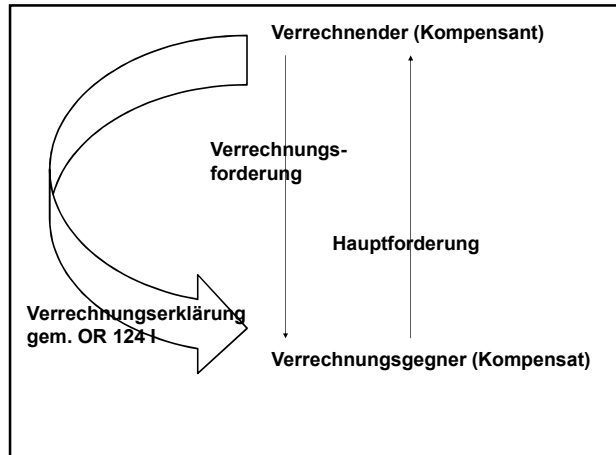 Verrechnender (Kompensant)
Verrechnungs-
forderung
Hauptforderung
Verrechnungserklärung
gem. OR 124 I
Verrechnungsgegner (Kompensat)